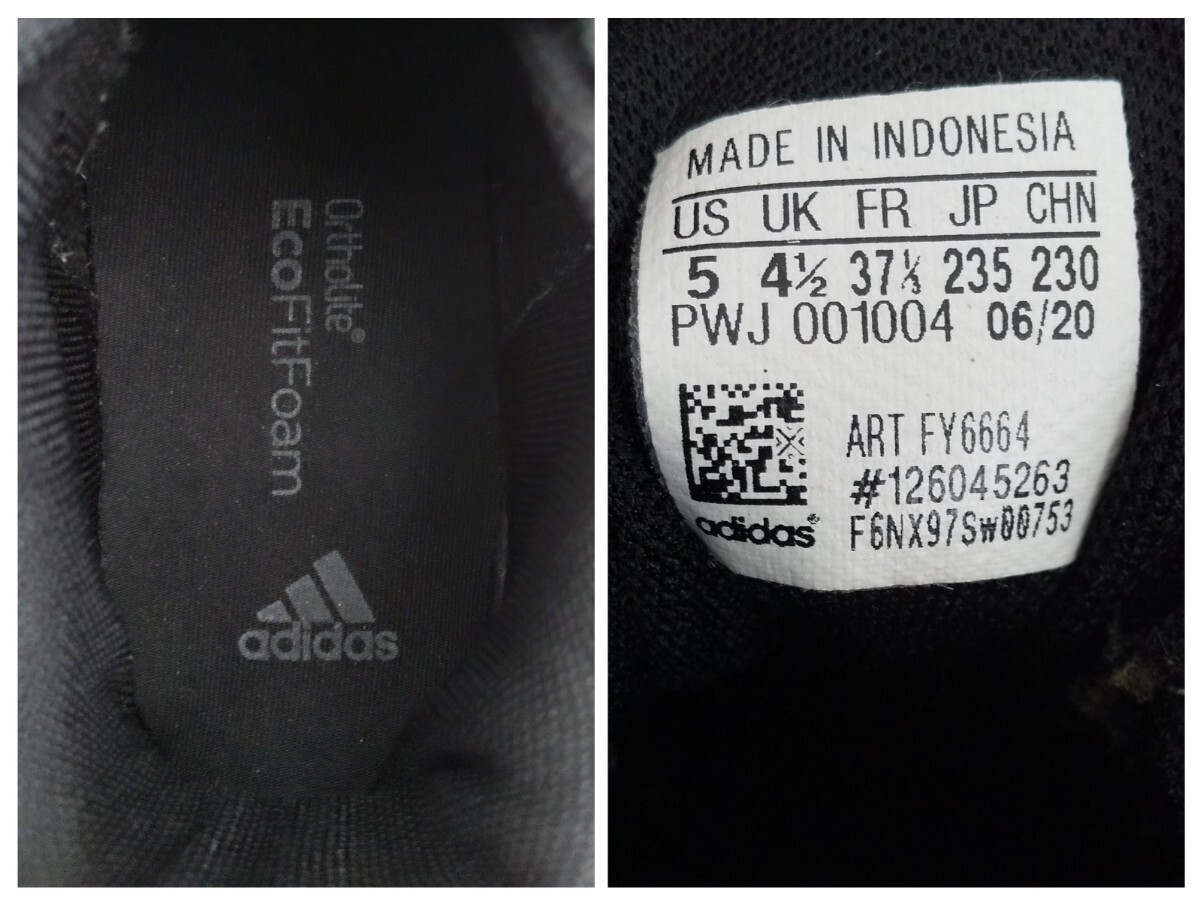 Ortholite®
EcoFitFoam
adidas
MADE IN INDONESIA
US UK FR JP CHN
5 4½ 37⅓ 235 230
PWJ 001004 06/20
ART FY6664
#126045263
adidas® F6NX97Sw00753